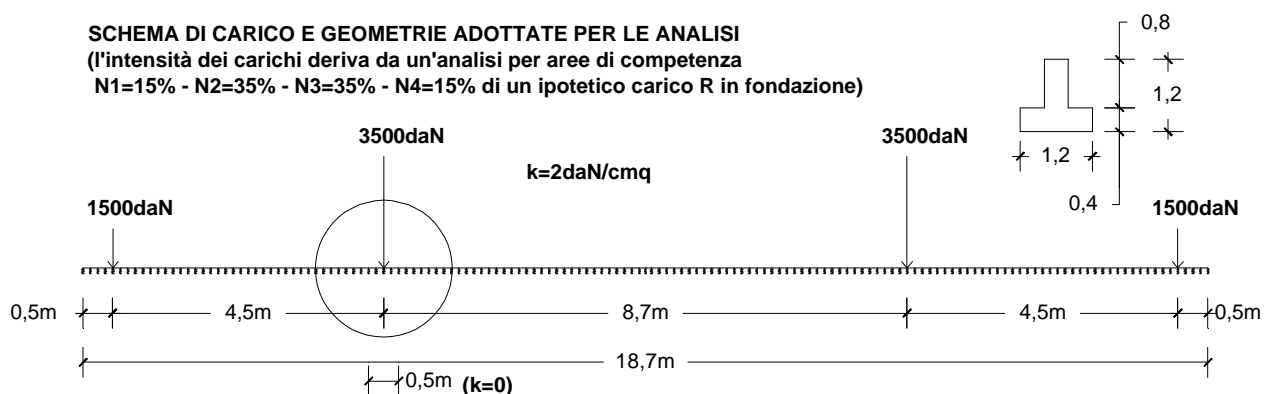 SCHEMA DI CARICO E GEOMETRIE ADOTTATE PER LE ANALISI
(l'intensità dei carichi deriva da un'analisi per aree di competenza
N1=15% - N2=35% - N3=35% - N4=15% di un ipotetico carico R in fondazione)
0,8
1,2
1,2
0,4
3500daN
3500daN
k=2daN/cmq
1500daN
1500daN
0,5m
4,5m
8,7m
4,5m
0,5m
18,7m
0,5m (k=0)